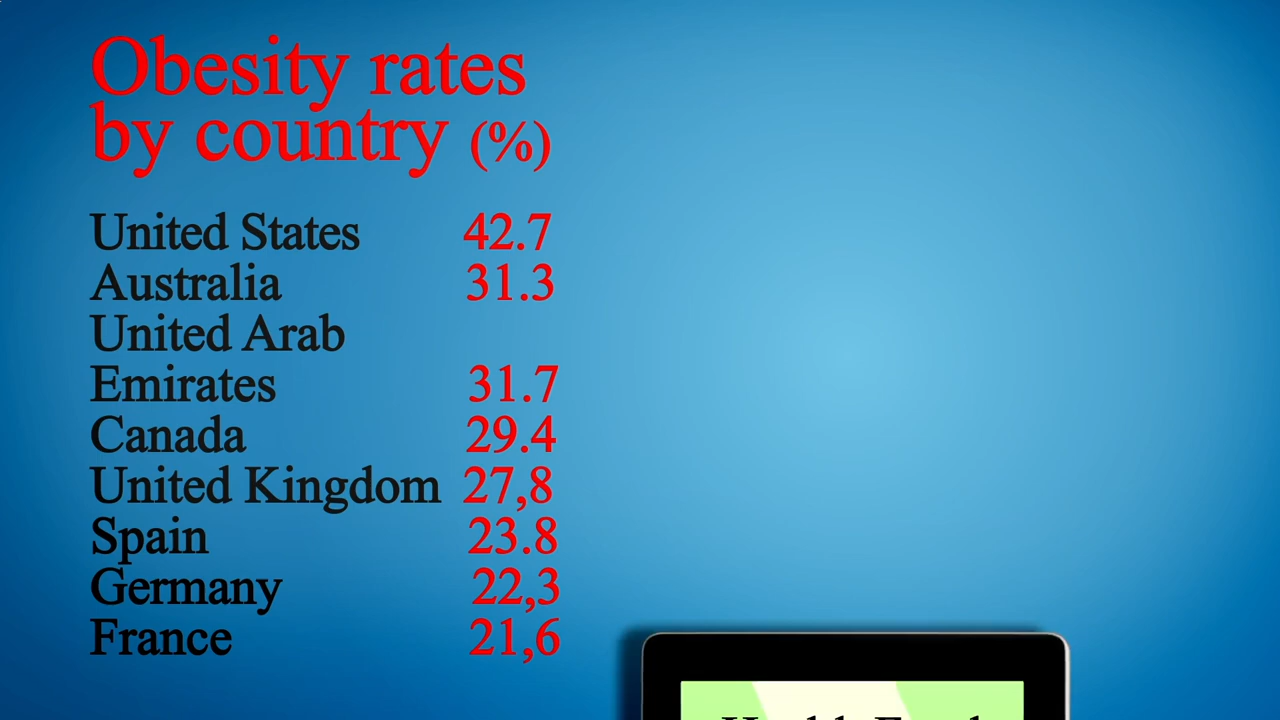 Obesity rates
by country (%)
United States 42.7
Australia 31.3
United Arab
Emirates 31.7
Canada 29.4
United Kingdom 27,8
Spain 23.8
Germany 22,3
France 21,6